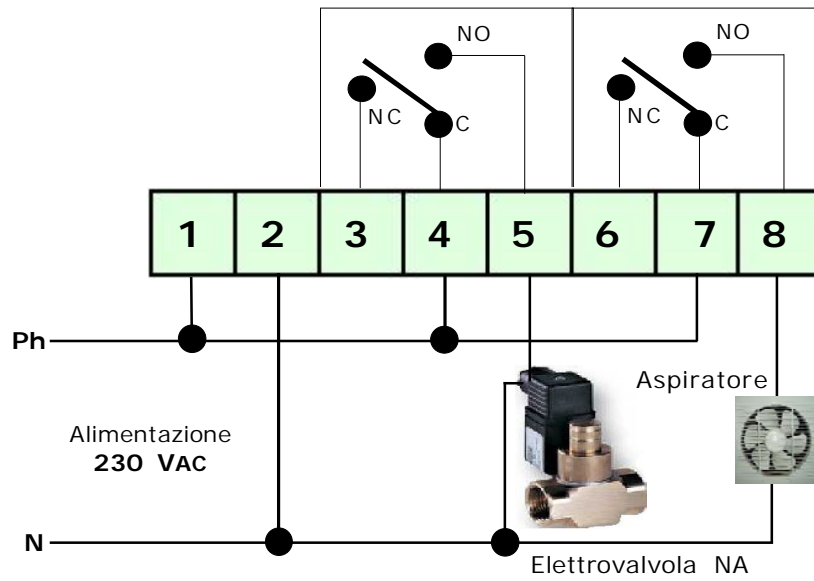 NO
NO
NC
C
NC
C
1 2 3 4 5 6 7 8
Ph
Aspiratore
Alimentazione
230 VAC
N
Elettrovalvola NA